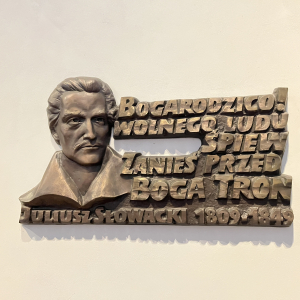 BOGARODZICO!
WOLNEGO LUDU
ŚPIEW
ZANIEŚ PRZED
BOGA TRON
JULIUSZ SŁOWACKI 1809-1849